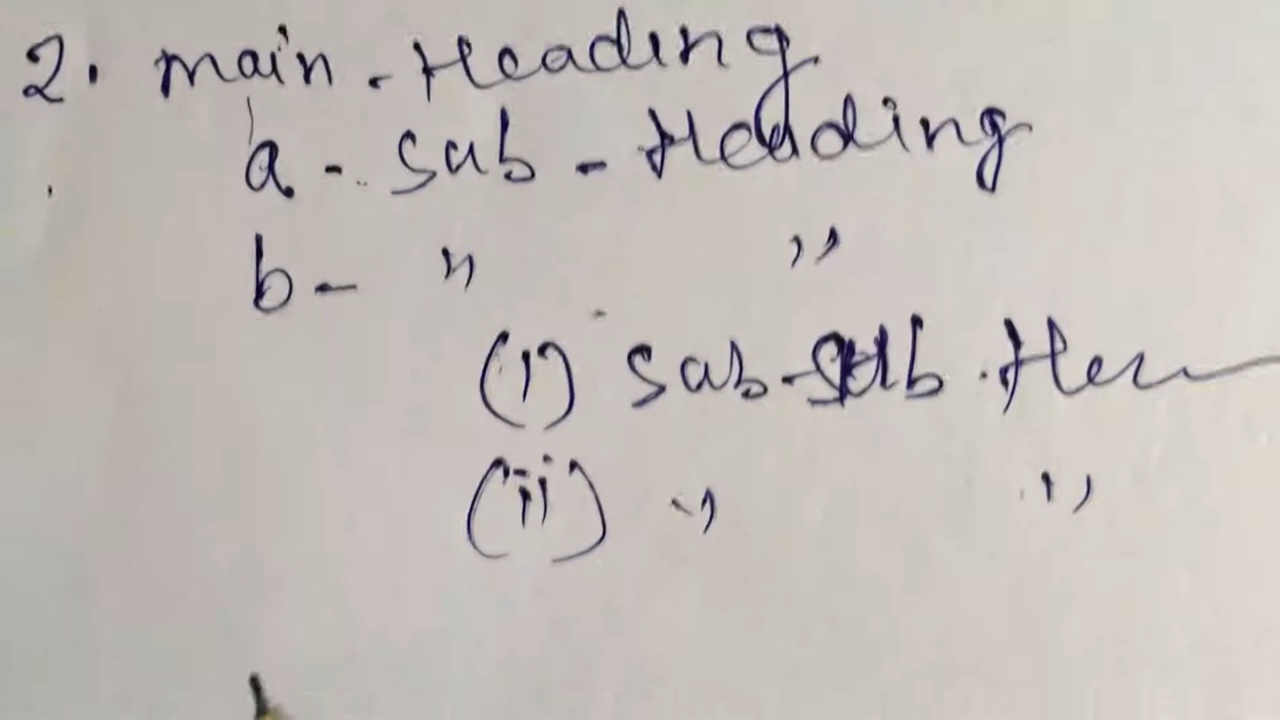 2. main-Heading
a - Sub - Heading
b - " "
(i) Sub-Sub.
(ii) " "